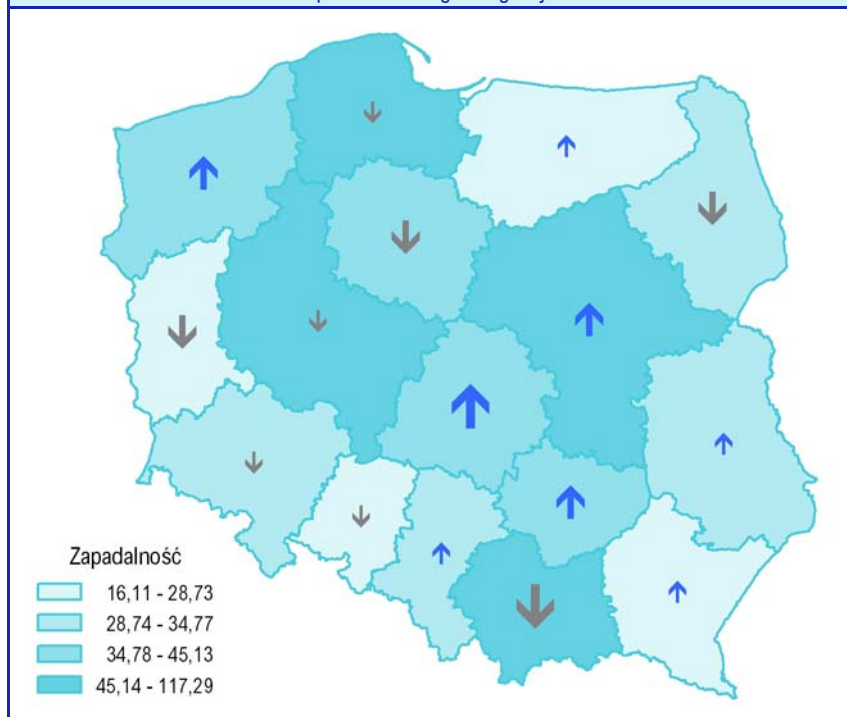 Zapadalność
16,11 - 28,73
28,74 - 34,77
34,78 - 45,13
45,14 - 117,29